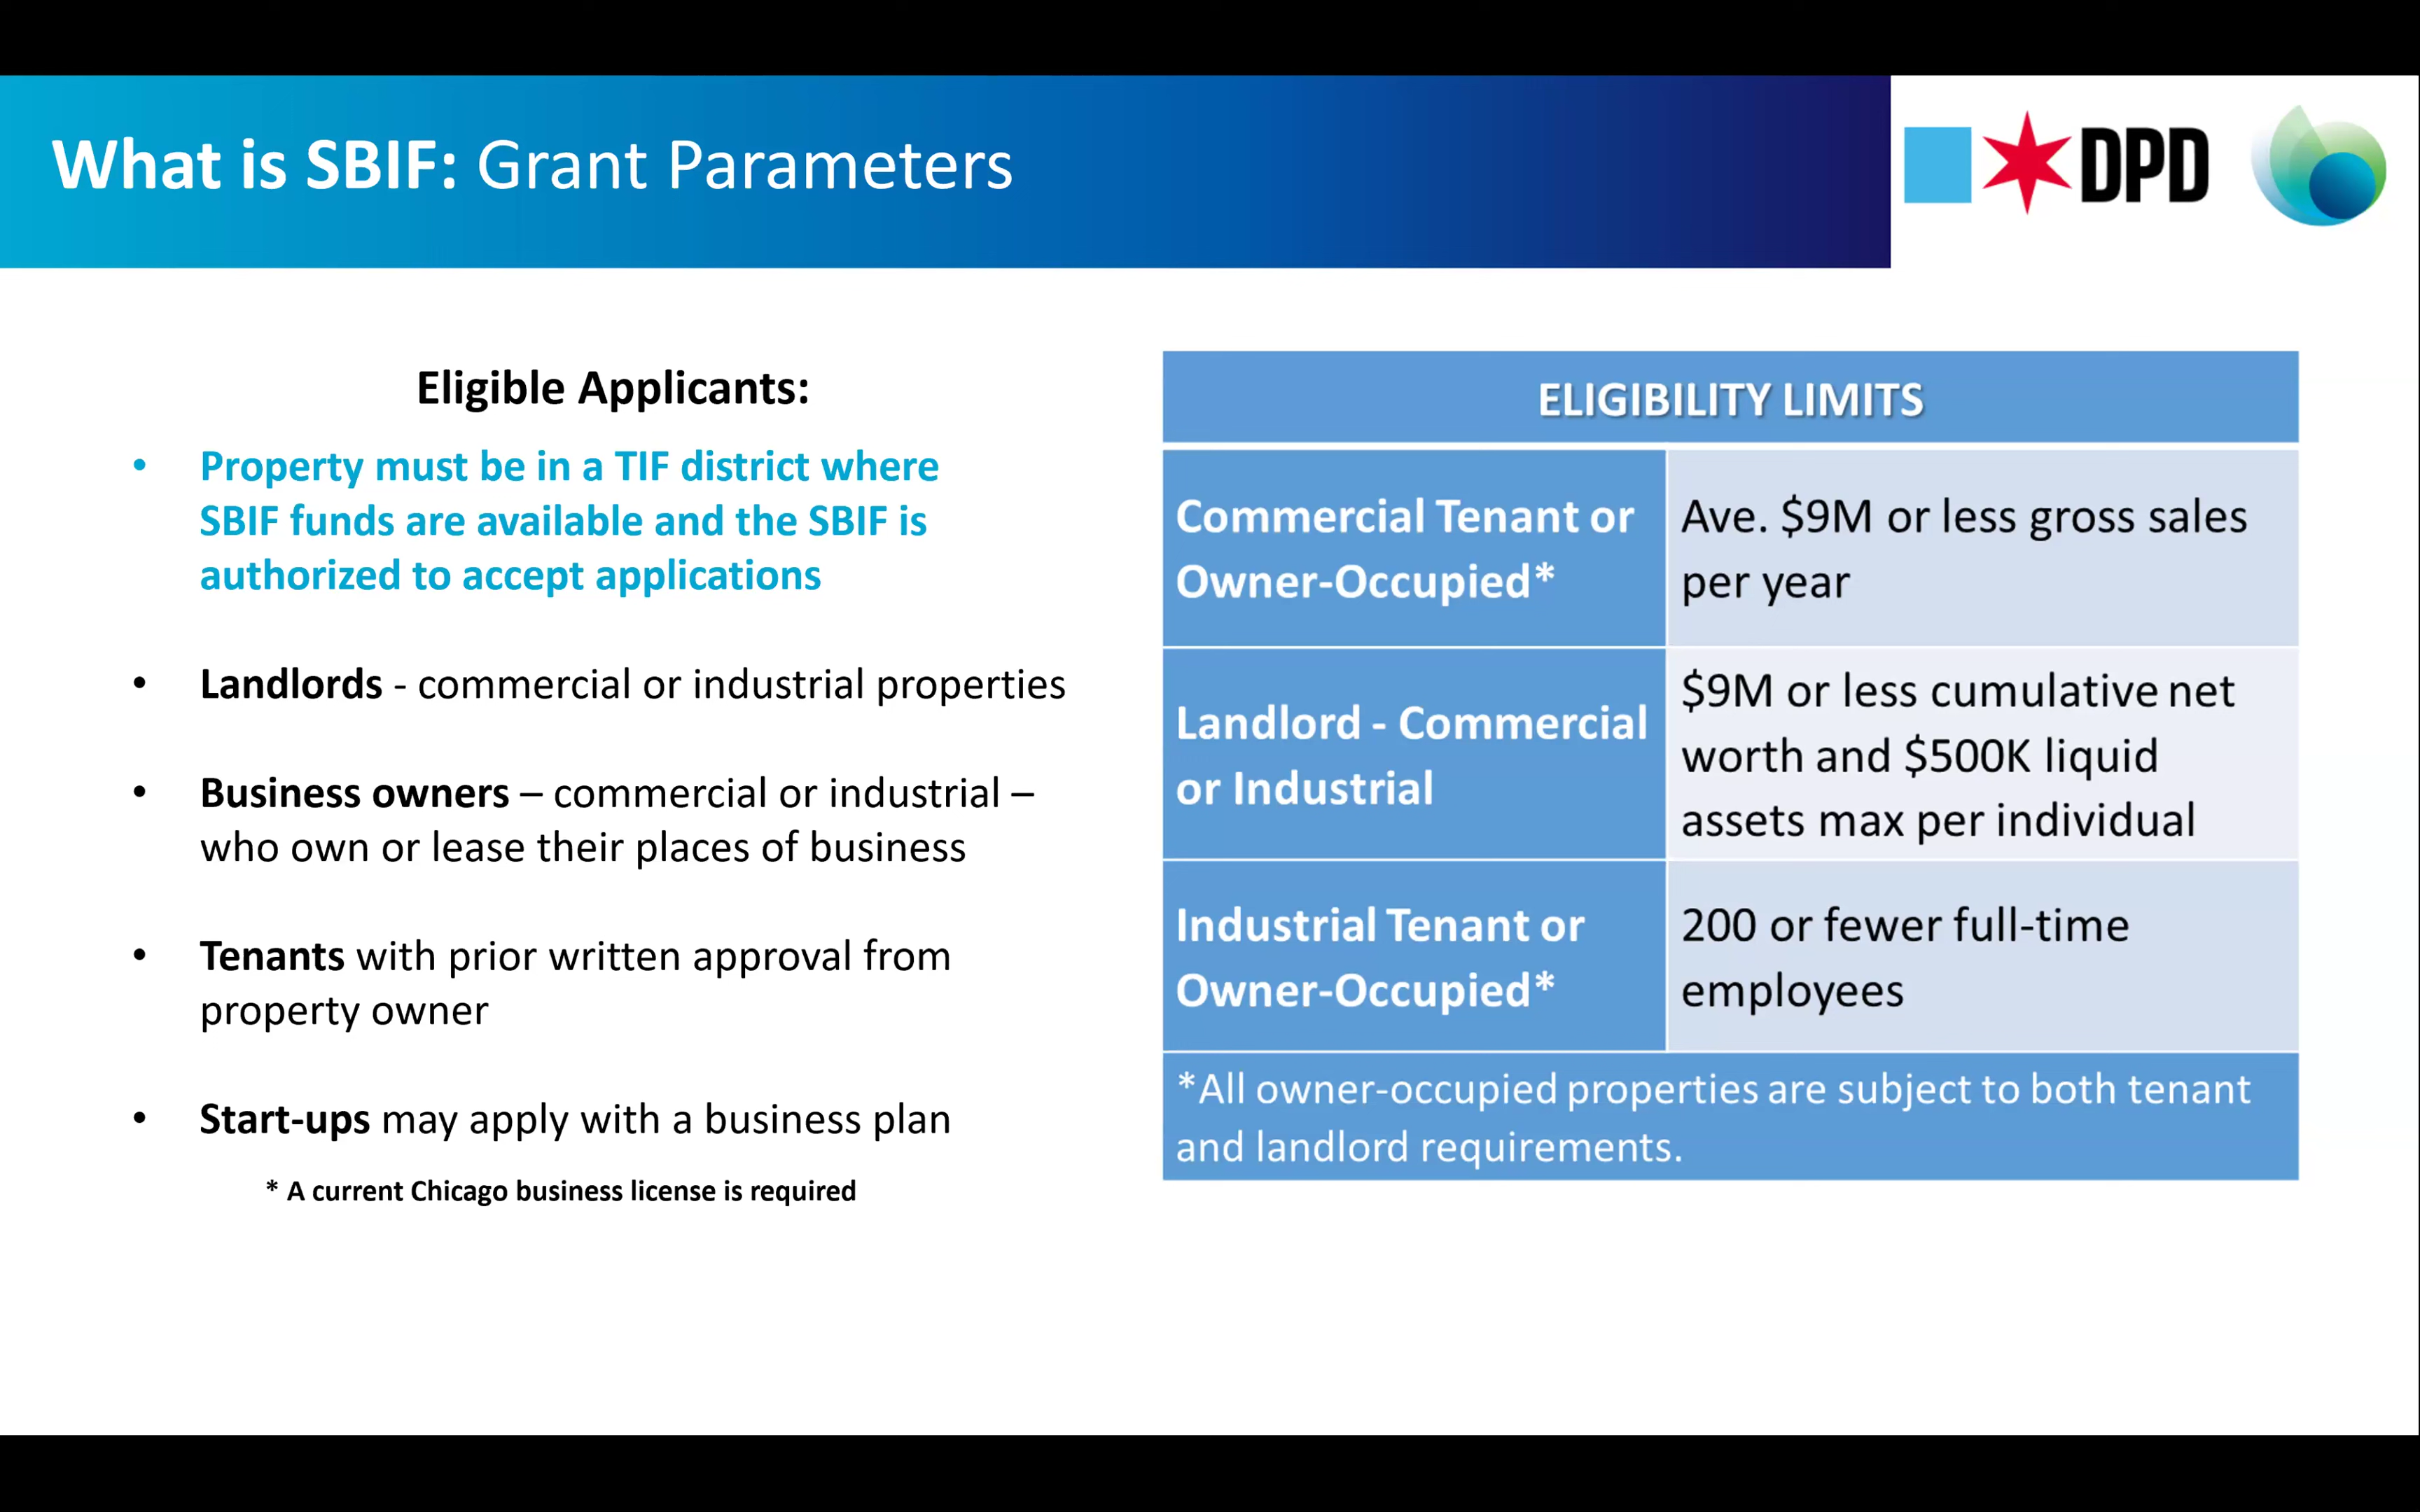 What is SBIF: Grant Parameters
DPD
Eligible Applicants:
• Property must be in a TIF district where
SBIF funds are available and the SBIF is
authorized to accept applications
• Landlords - commercial or industrial properties
• Business owners – commercial or industrial –
who own or lease their places of business
• Tenants with prior written approval from
property owner
• Start-ups may apply with a business plan
* A current Chicago business license is required
ELIGIBILITY LIMITS
Commercial Tenant or
Owner-Occupied*
Ave. $9M or less gross sales
per year
Landlord - Commercial
or Industrial
$9M or less cumulative net
worth and $500K liquid
assets max per individual
Industrial Tenant or
Owner-Occupied*
200 or fewer full-time
employees
*All owner-occupied properties are subject to both tenant
and landlord requirements.